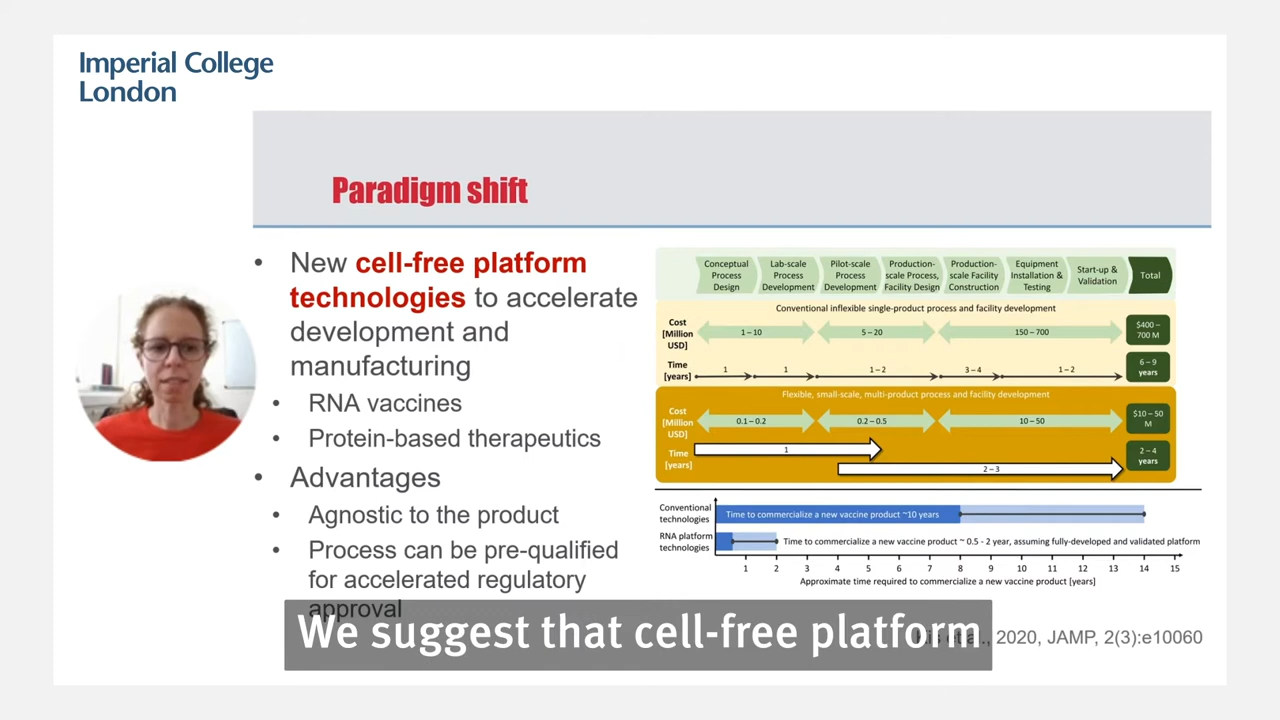 Imperial College
London
Paradigm shift
• New cell-free platform
technologies to accelerate
development and
manufacturing
• RNA vaccines
• Protein-based therapeutics
• Advantages
• Agnostic to the product
• Process can be pre-qualified
for accelerated regulatory
approval
Conceptual Process Design
Lab-scale Process Development
Pilot-scale Process Development
Production-scale Process, Facility Design
Production-scale Facility Construction
Equipment Installation & Testing
Start-up & Validation
Total
Conventional inflexible single-product process and facility development
Cost [Million USD]
1 – 10
5 – 20
150 – 700
$400 – 700 M
Time [years]
1
1
1 – 2
3 – 4
1 – 2
6 – 9 years
Flexible, small-scale, multi-product process and facility development
Cost [Million USD]
0.1 – 0.2
0.2 – 0.5
10 – 50
$10 – 50 M
Time [years]
1
2 – 3
2 – 4 years
Conventional technologies
Time to commercialize a new vaccine product ~10 years
RNA platform technologies
Time to commercialize a new vaccine product ~ 0.5 - 2 year, assuming fully-developed and validated platform
1 2 3 4 5 6 7 8 9 10 11 12 13 14 15
Approximate time required to commercialize a new vaccine product [years]
2020, JAMP, 2(3):e10060
We suggest that cell-free platform